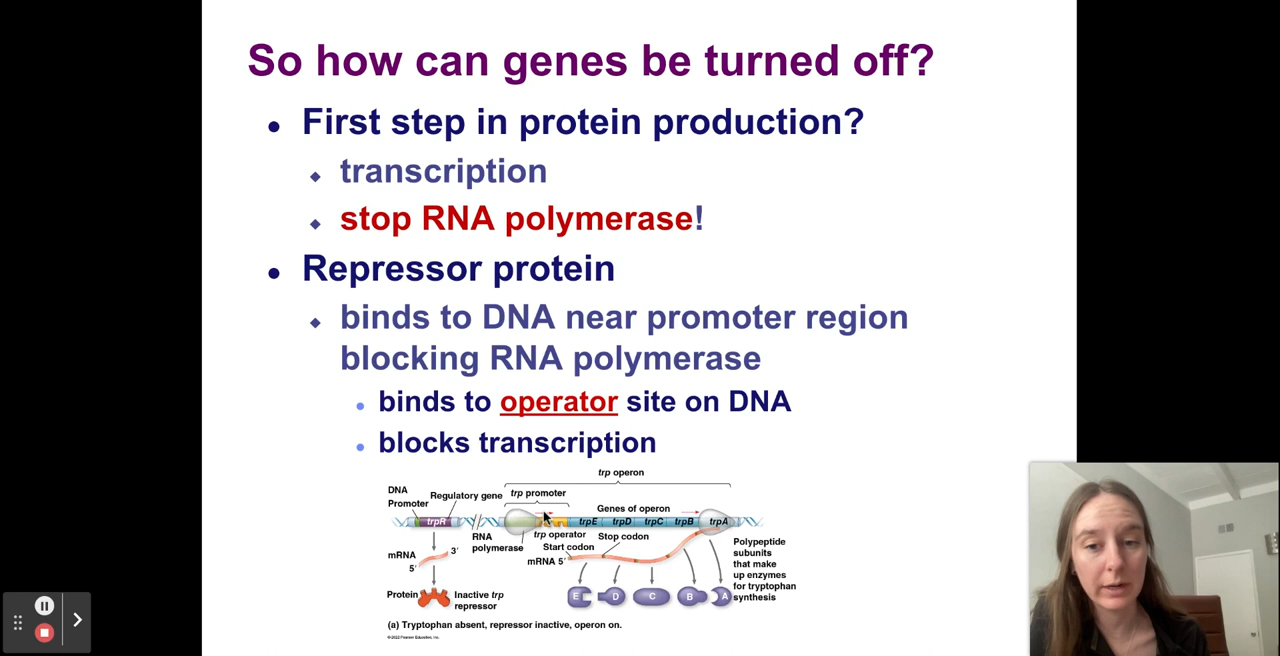 So how can genes be turned off?
First step in protein production?
transcription
stop RNA polymerase!
Repressor protein
binds to DNA near promoter region
blocking RNA polymerase
binds to operator site on DNA
blocks transcription
trp operon
DNA
Promoter
Regulatory gene
trp promoter
Genes of operon
trpR
trpE
trpD
trpC
trpB
trpA
RNA
polymerase
trp operator
Start codon
Stop codon
mRNA
5'
3'
mRNA 5'
Polypeptide
subunits
that make
up enzymes
for tryptophan
synthesis
Protein
Inactive trp
repressor
E
D
C
B
A
(a) Tryptophan absent, repressor inactive, operon on.
©2022 Pearson Education, Inc.